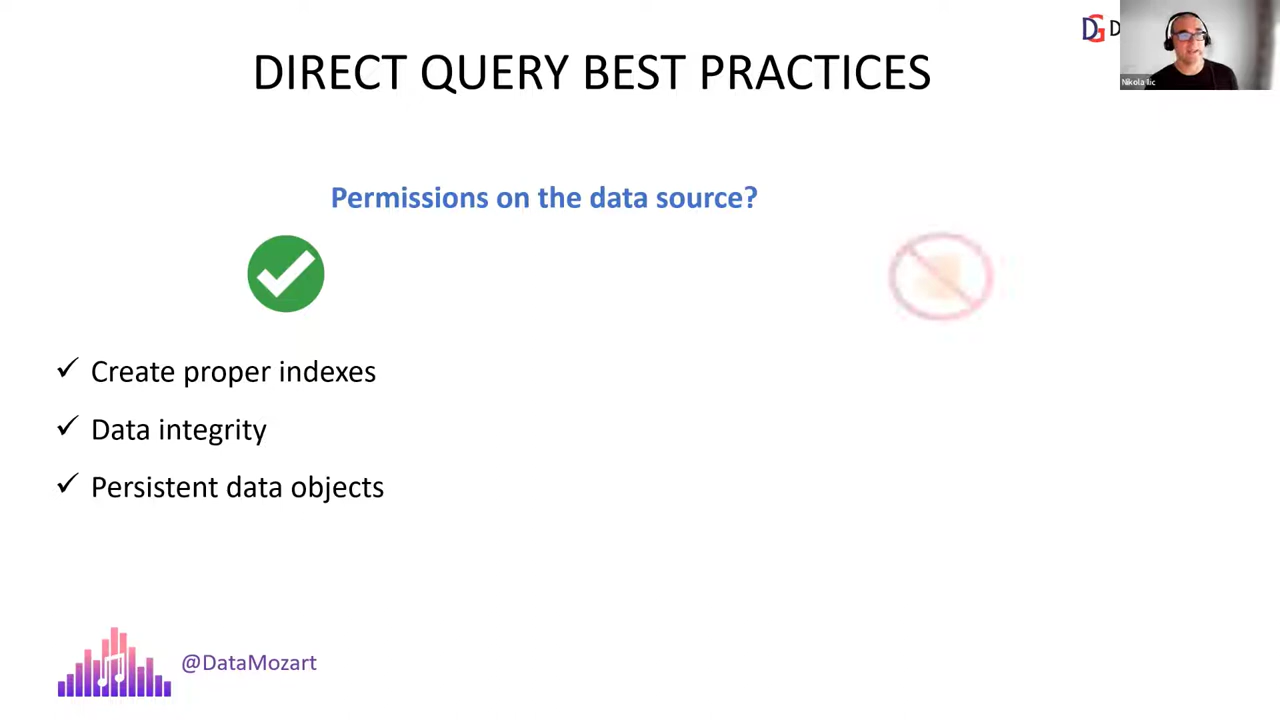 DG D
Nikola Ilic
DIRECT QUERY BEST PRACTICES
Permissions on the data source?
✓ Create proper indexes
✓ Data integrity
✓ Persistent data objects
@DataMozart